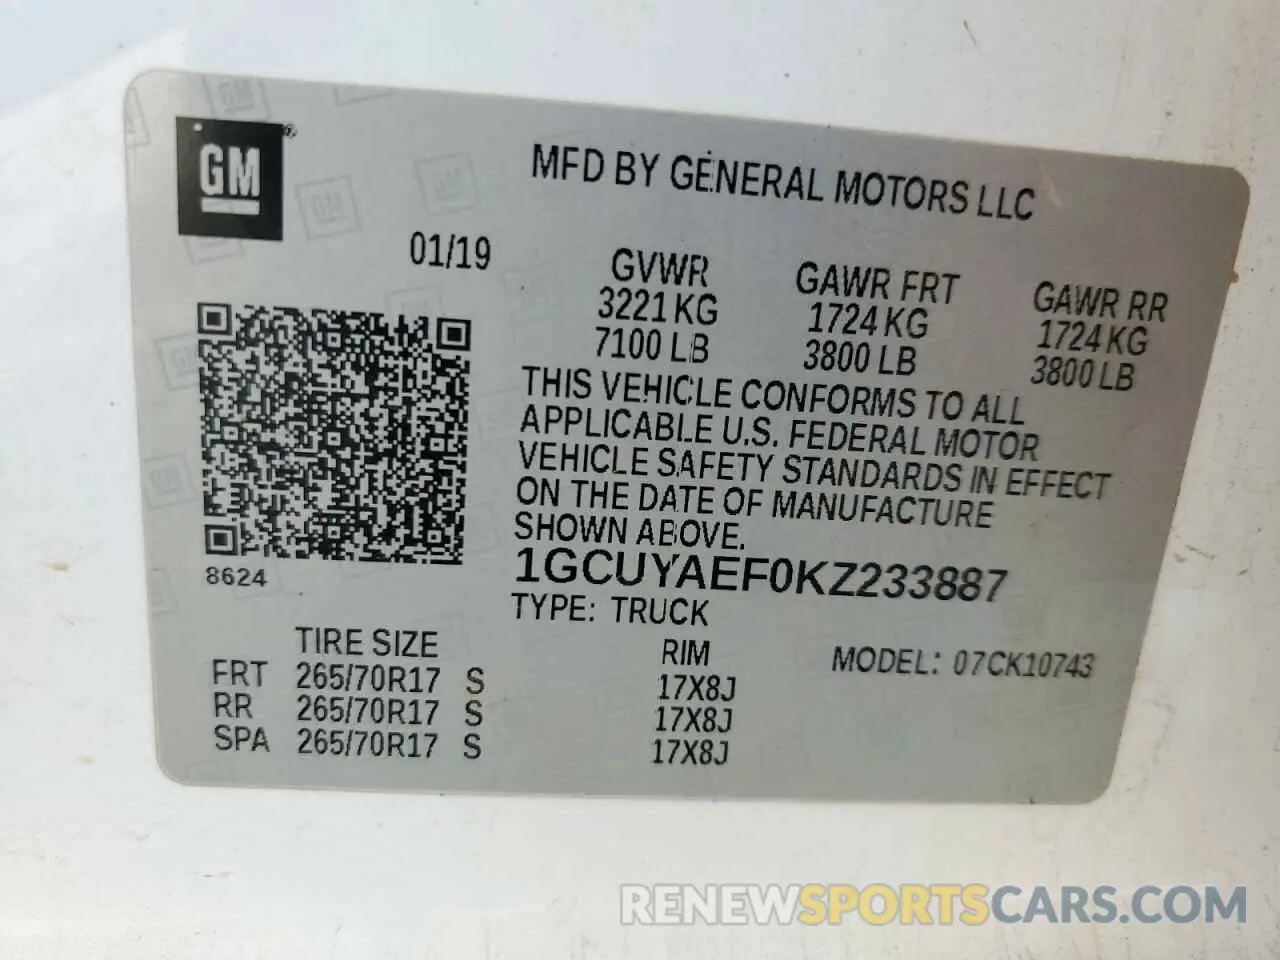 GM ®
MFD BY GENERAL MOTORS LLC
01/19
GVWR GAWR FRT GAWR RR
3221 KG 1724 KG 1724 KG
7100 LB 3800 LB 3800 LB
THIS VEHICLE CONFORMS TO ALL
APPLICABLE U.S. FEDERAL MOTOR
VEHICLE SAFETY STANDARDS IN EFFECT
ON THE DATE OF MANUFACTURE
SHOWN ABOVE.
8624
1GCUYAEF0KZ233887
TYPE: TRUCK
TIRE SIZE RIM MODEL: 07CK10743
FRT 265/70R17 S 17X8J
RR 265/70R17 S 17X8J
SPA 265/70R17 S 17X8J
RENEWSPORTSCARS.COM